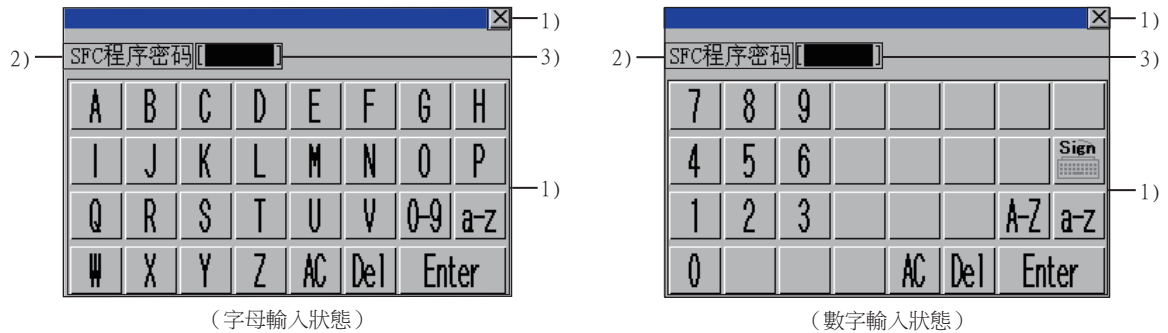 × 1)
2) SFC程序密码[ ] 3)
A B C D E F G H
I J K L M N O P
1)
Q R S T U V 0-9 a-z
W X Y Z AC Del Enter
(字母輸入狀態)
× 1)
2) SFC程序密码[ ] 3)
7 8 9
4 5 6 Sign
1)
1 2 3 A-Z a-z
0 AC Del Enter
(數字輸入狀態)